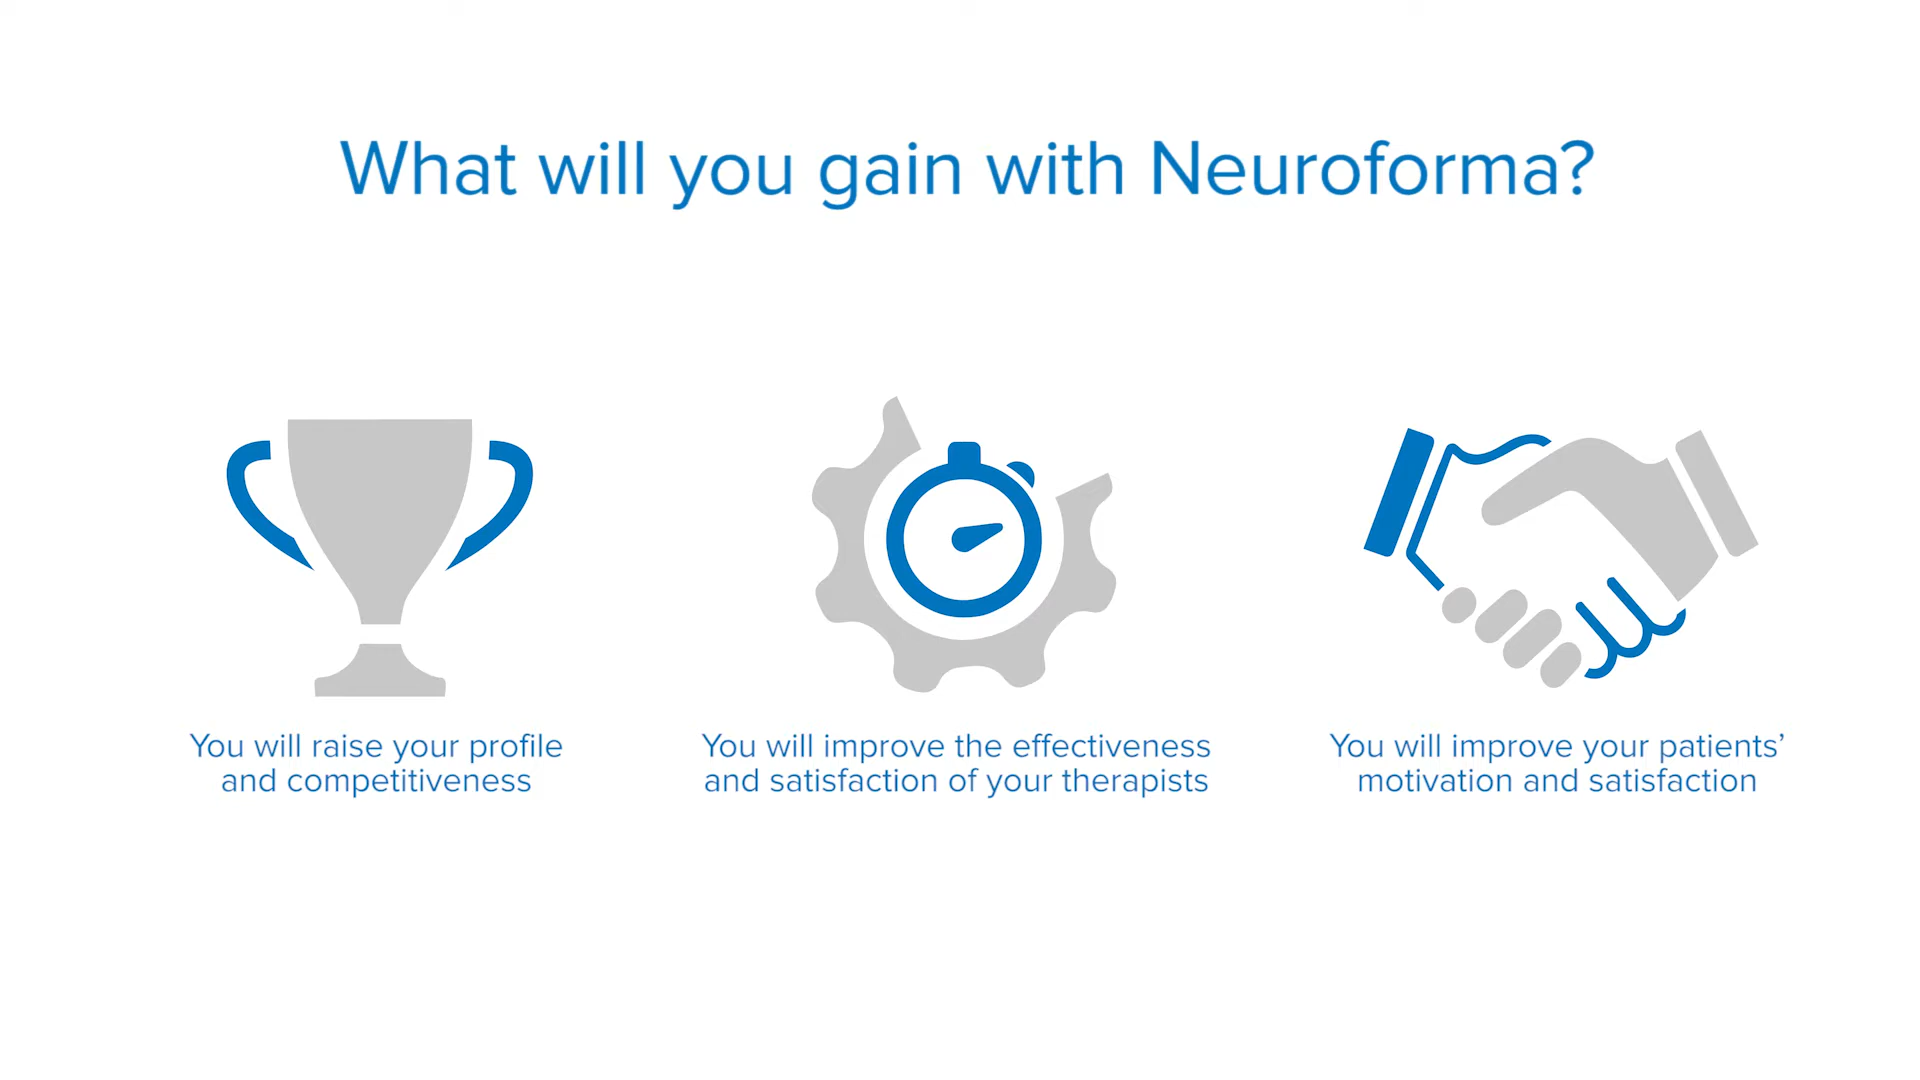 What will you gain with Neuroforma?
You will raise your profile
and competitiveness
You will improve the effectiveness
and satisfaction of your therapists
You will improve your patients’
motivation and satisfaction